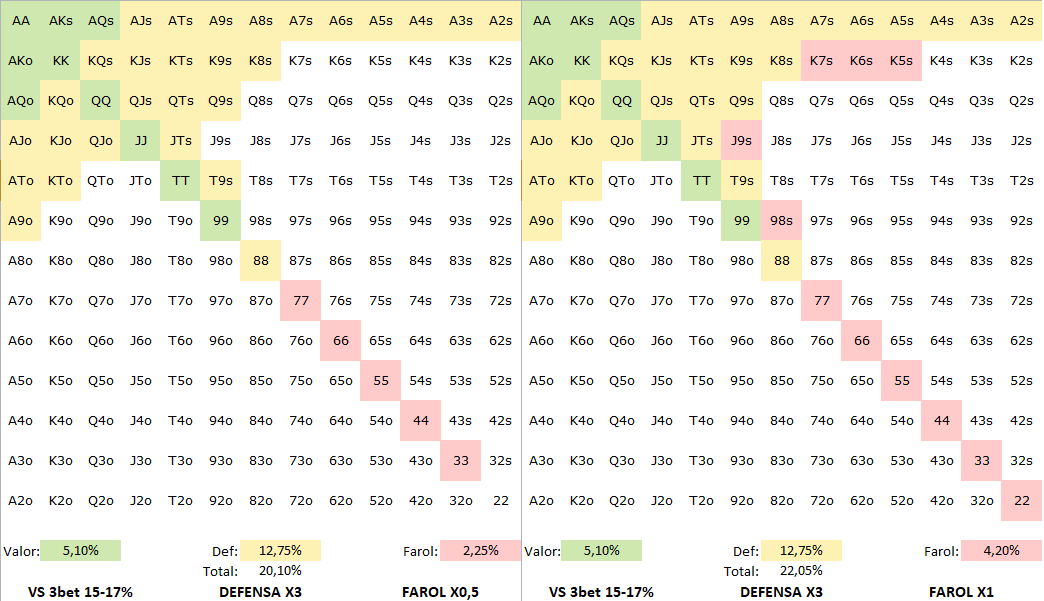 AA AKs AQs AJs ATs A9s A8s A7s A6s A5s A4s A3s A2s AA AKs AQs AJs ATs A9s A8s A7s A6s A5s A4s A3s A2s
AKo KK KQs KJs KTs K9s K8s K7s K6s K5s K4s K3s K2s AKo KK KQs KJs KTs K9s K8s K7s K6s K5s K4s K3s K2s
AQo KQo QQ QJs QTs Q9s Q8s Q7s Q6s Q5s Q4s Q3s Q2s AQo KQo QQ QJs QTs Q9s Q8s Q7s Q6s Q5s Q4s Q3s Q2s
AJo KJo QJo JJ JTs J9s J8s J7s J6s J5s J4s J3s J2s AJo KJo QJo JJ JTs J9s J8s J7s J6s J5s J4s J3s J2s
ATo KTo QTo JTo TT T9s T8s T7s T6s T5s T4s T3s T2s ATo KTo QTo JTo TT T9s T8s T7s T6s T5s T4s T3s T2s
A9o K9o Q9o J9o T9o 99 98s 97s 96s 95s 94s 93s 92s A9o K9o Q9o J9o T9o 99 98s 97s 96s 95s 94s 93s 92s
A8o K8o Q8o J8o T8o 98o 88 87s 86s 85s 84s 83s 82s A8o K8o Q8o J8o T8o 98o 88 87s 86s 85s 84s 83s 82s
A7o K7o Q7o J7o T7o 97o 87o 77 76s 75s 74s 73s 72s A7o K7o Q7o J7o T7o 97o 87o 77 76s 75s 74s 73s 72s
A6o K6o Q6o J6o T6o 96o 86o 76o 66 65s 64s 63s 62s A6o K6o Q6o J6o T6o 96o 86o 76o 66 65s 64s 63s 62s
A5o K5o Q5o J5o T5o 95o 85o 75o 65o 55 54s 53s 52s A5o K5o Q5o J5o T5o 95o 85o 75o 65o 55 54s 53s 52s
A4o K4o Q4o J4o T4o 94o 84o 74o 64o 54o 44 43s 42s A4o K4o Q4o J4o T4o 94o 84o 74o 64o 54o 44 43s 42s
A3o K3o Q3o J3o T3o 93o 83o 73o 63o 53o 43o 33 32s A3o K3o Q3o J3o T3o 93o 83o 73o 63o 53o 43o 33 32s
A2o K2o Q2o J2o T2o 92o 82o 72o 62o 52o 42o 32o 22 A2o K2o Q2o J2o T2o 92o 82o 72o 62o 52o 42o 32o 22
Valor: 5,10% Def: 12,75% Farol: 2,25% Valor: 5,10% Def: 12,75% Farol: 4,20%
Total: 20,10% Total: 22,05%
VS 3bet 15-17% DEFENSA X3 FAROL X0,5 VS 3bet 15-17% DEFENSA X3 FAROL X1